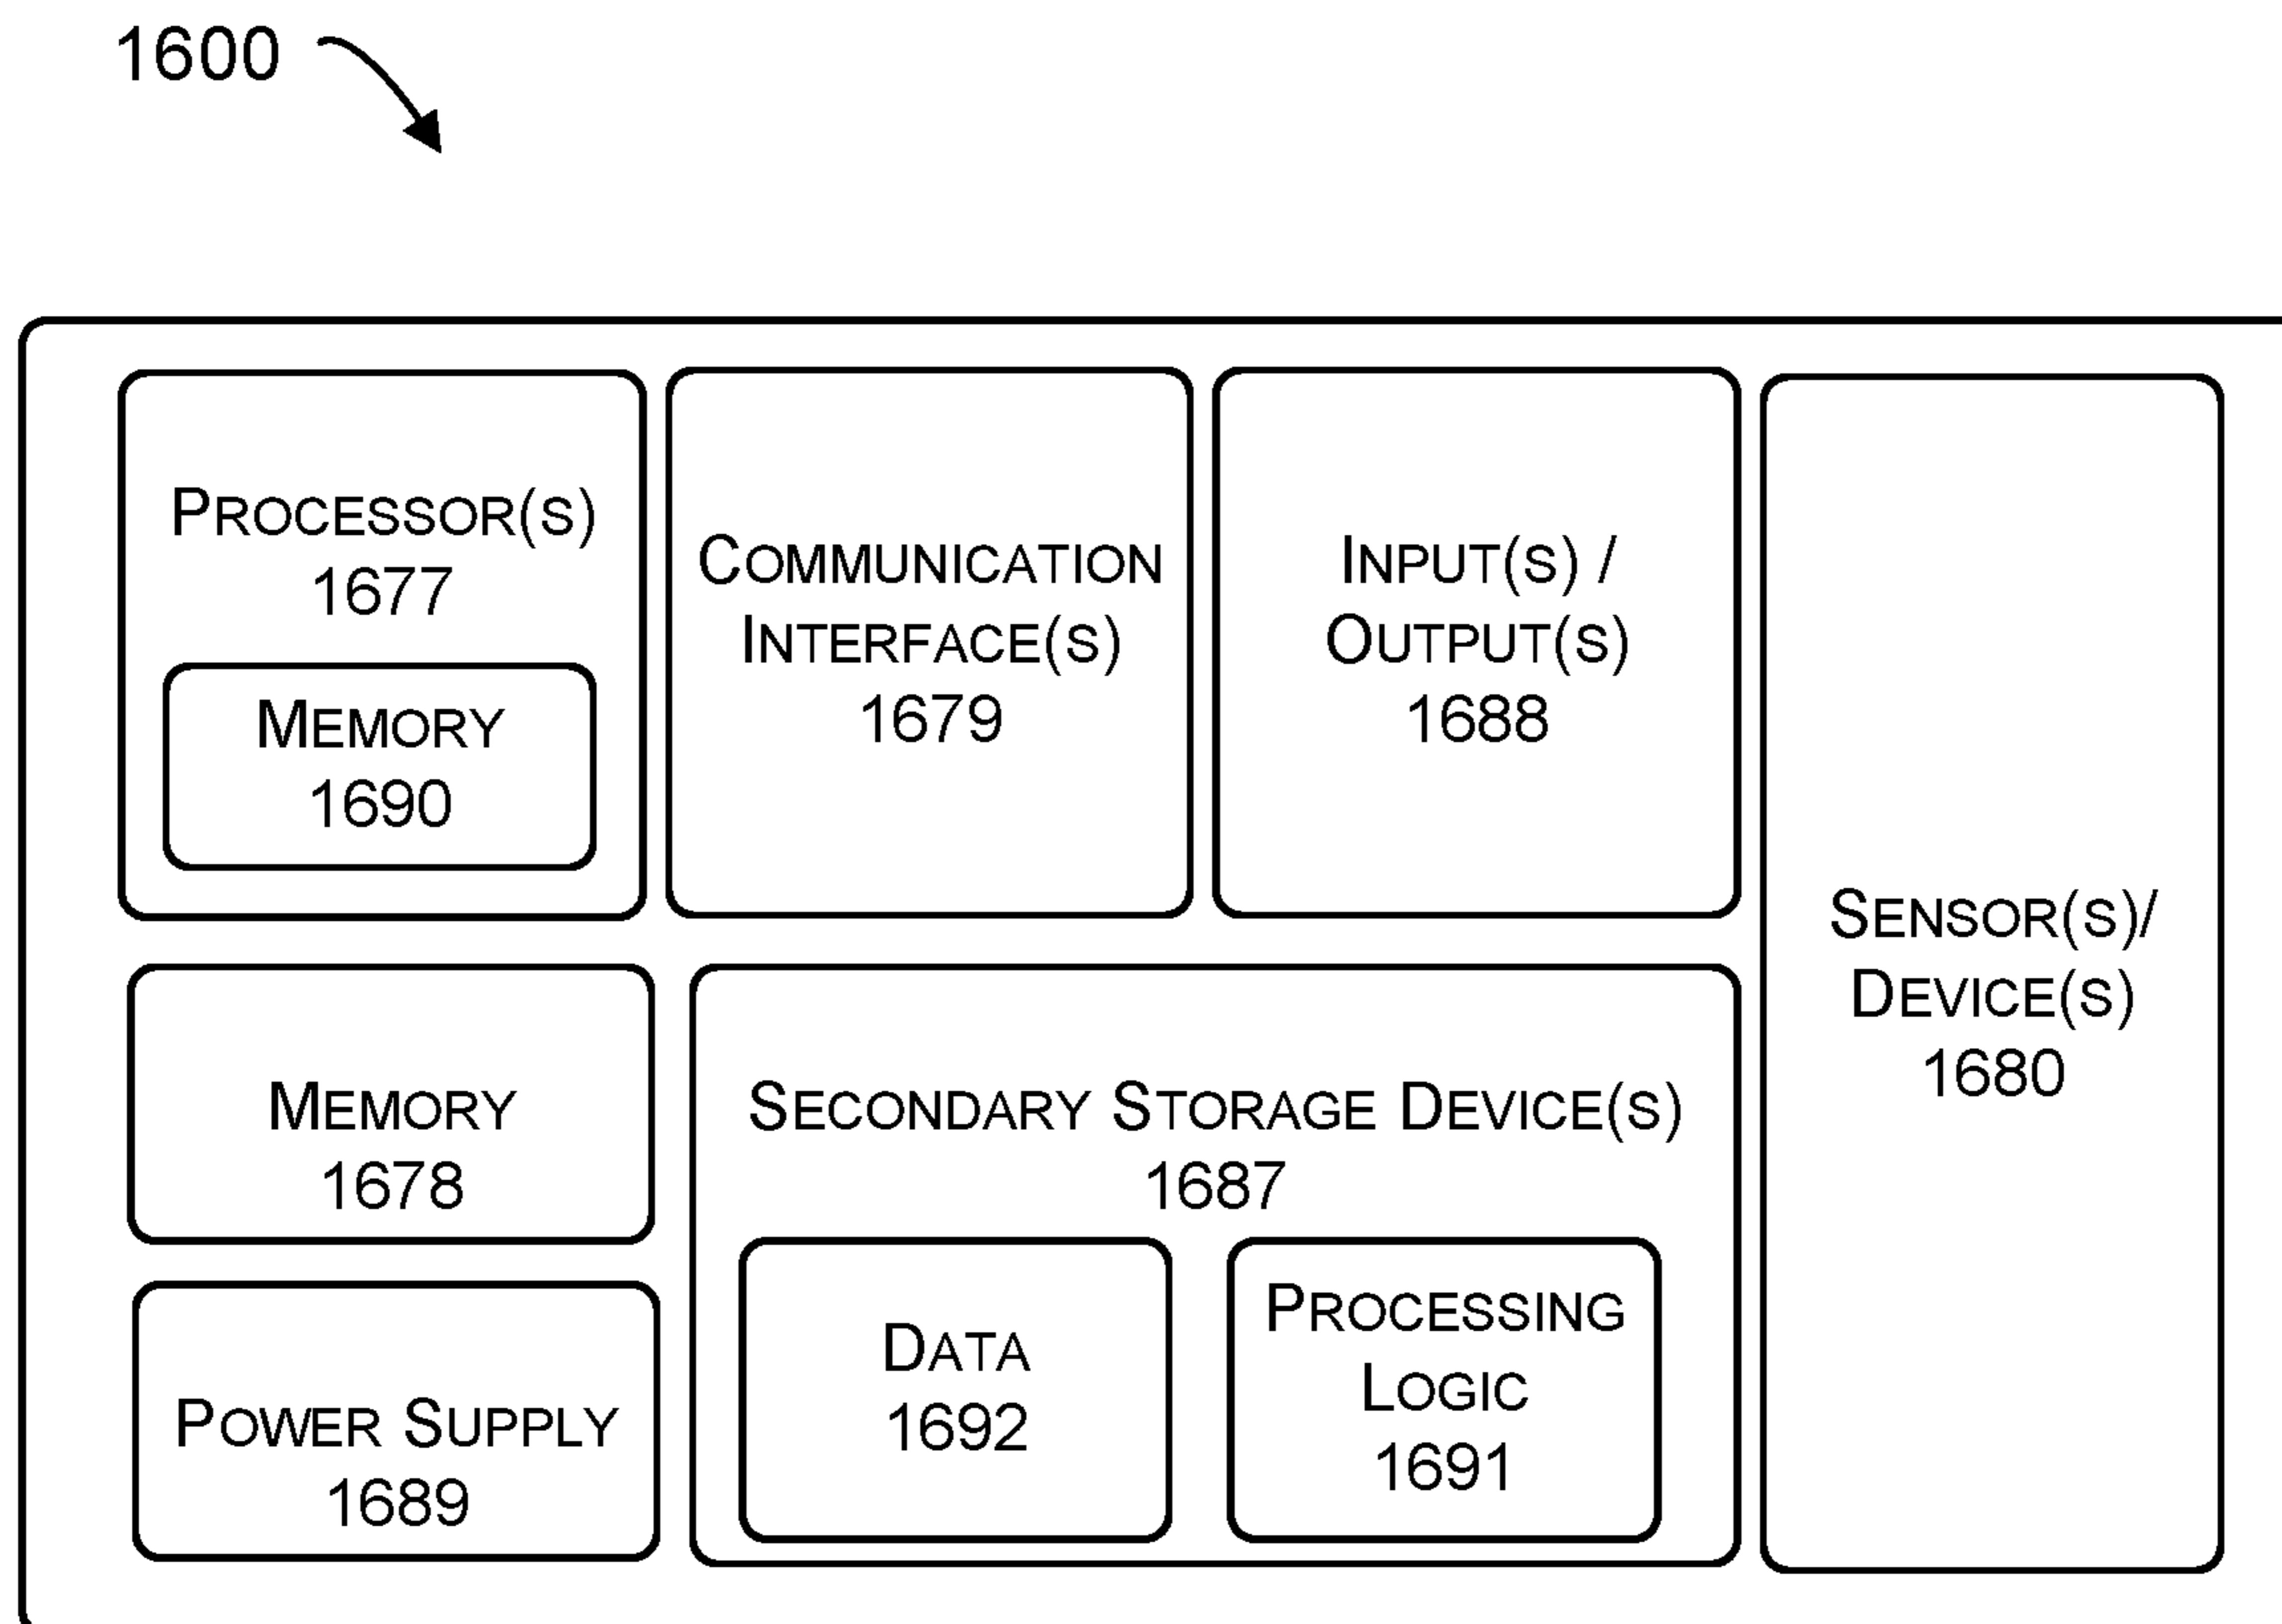 1600
PROCESSOR(S)
1677
MEMORY
1690
COMMUNICATION
INTERFACE(S)
1679
INPUT(S) /
OUTPUT(S)
1688
SENSOR(S)/
DEVICE(S)
1680
MEMORY
1678
SECONDARY STORAGE DEVICE(S)
1687
DATA
1692
PROCESSING
LOGIC
1691
POWER SUPPLY
1689